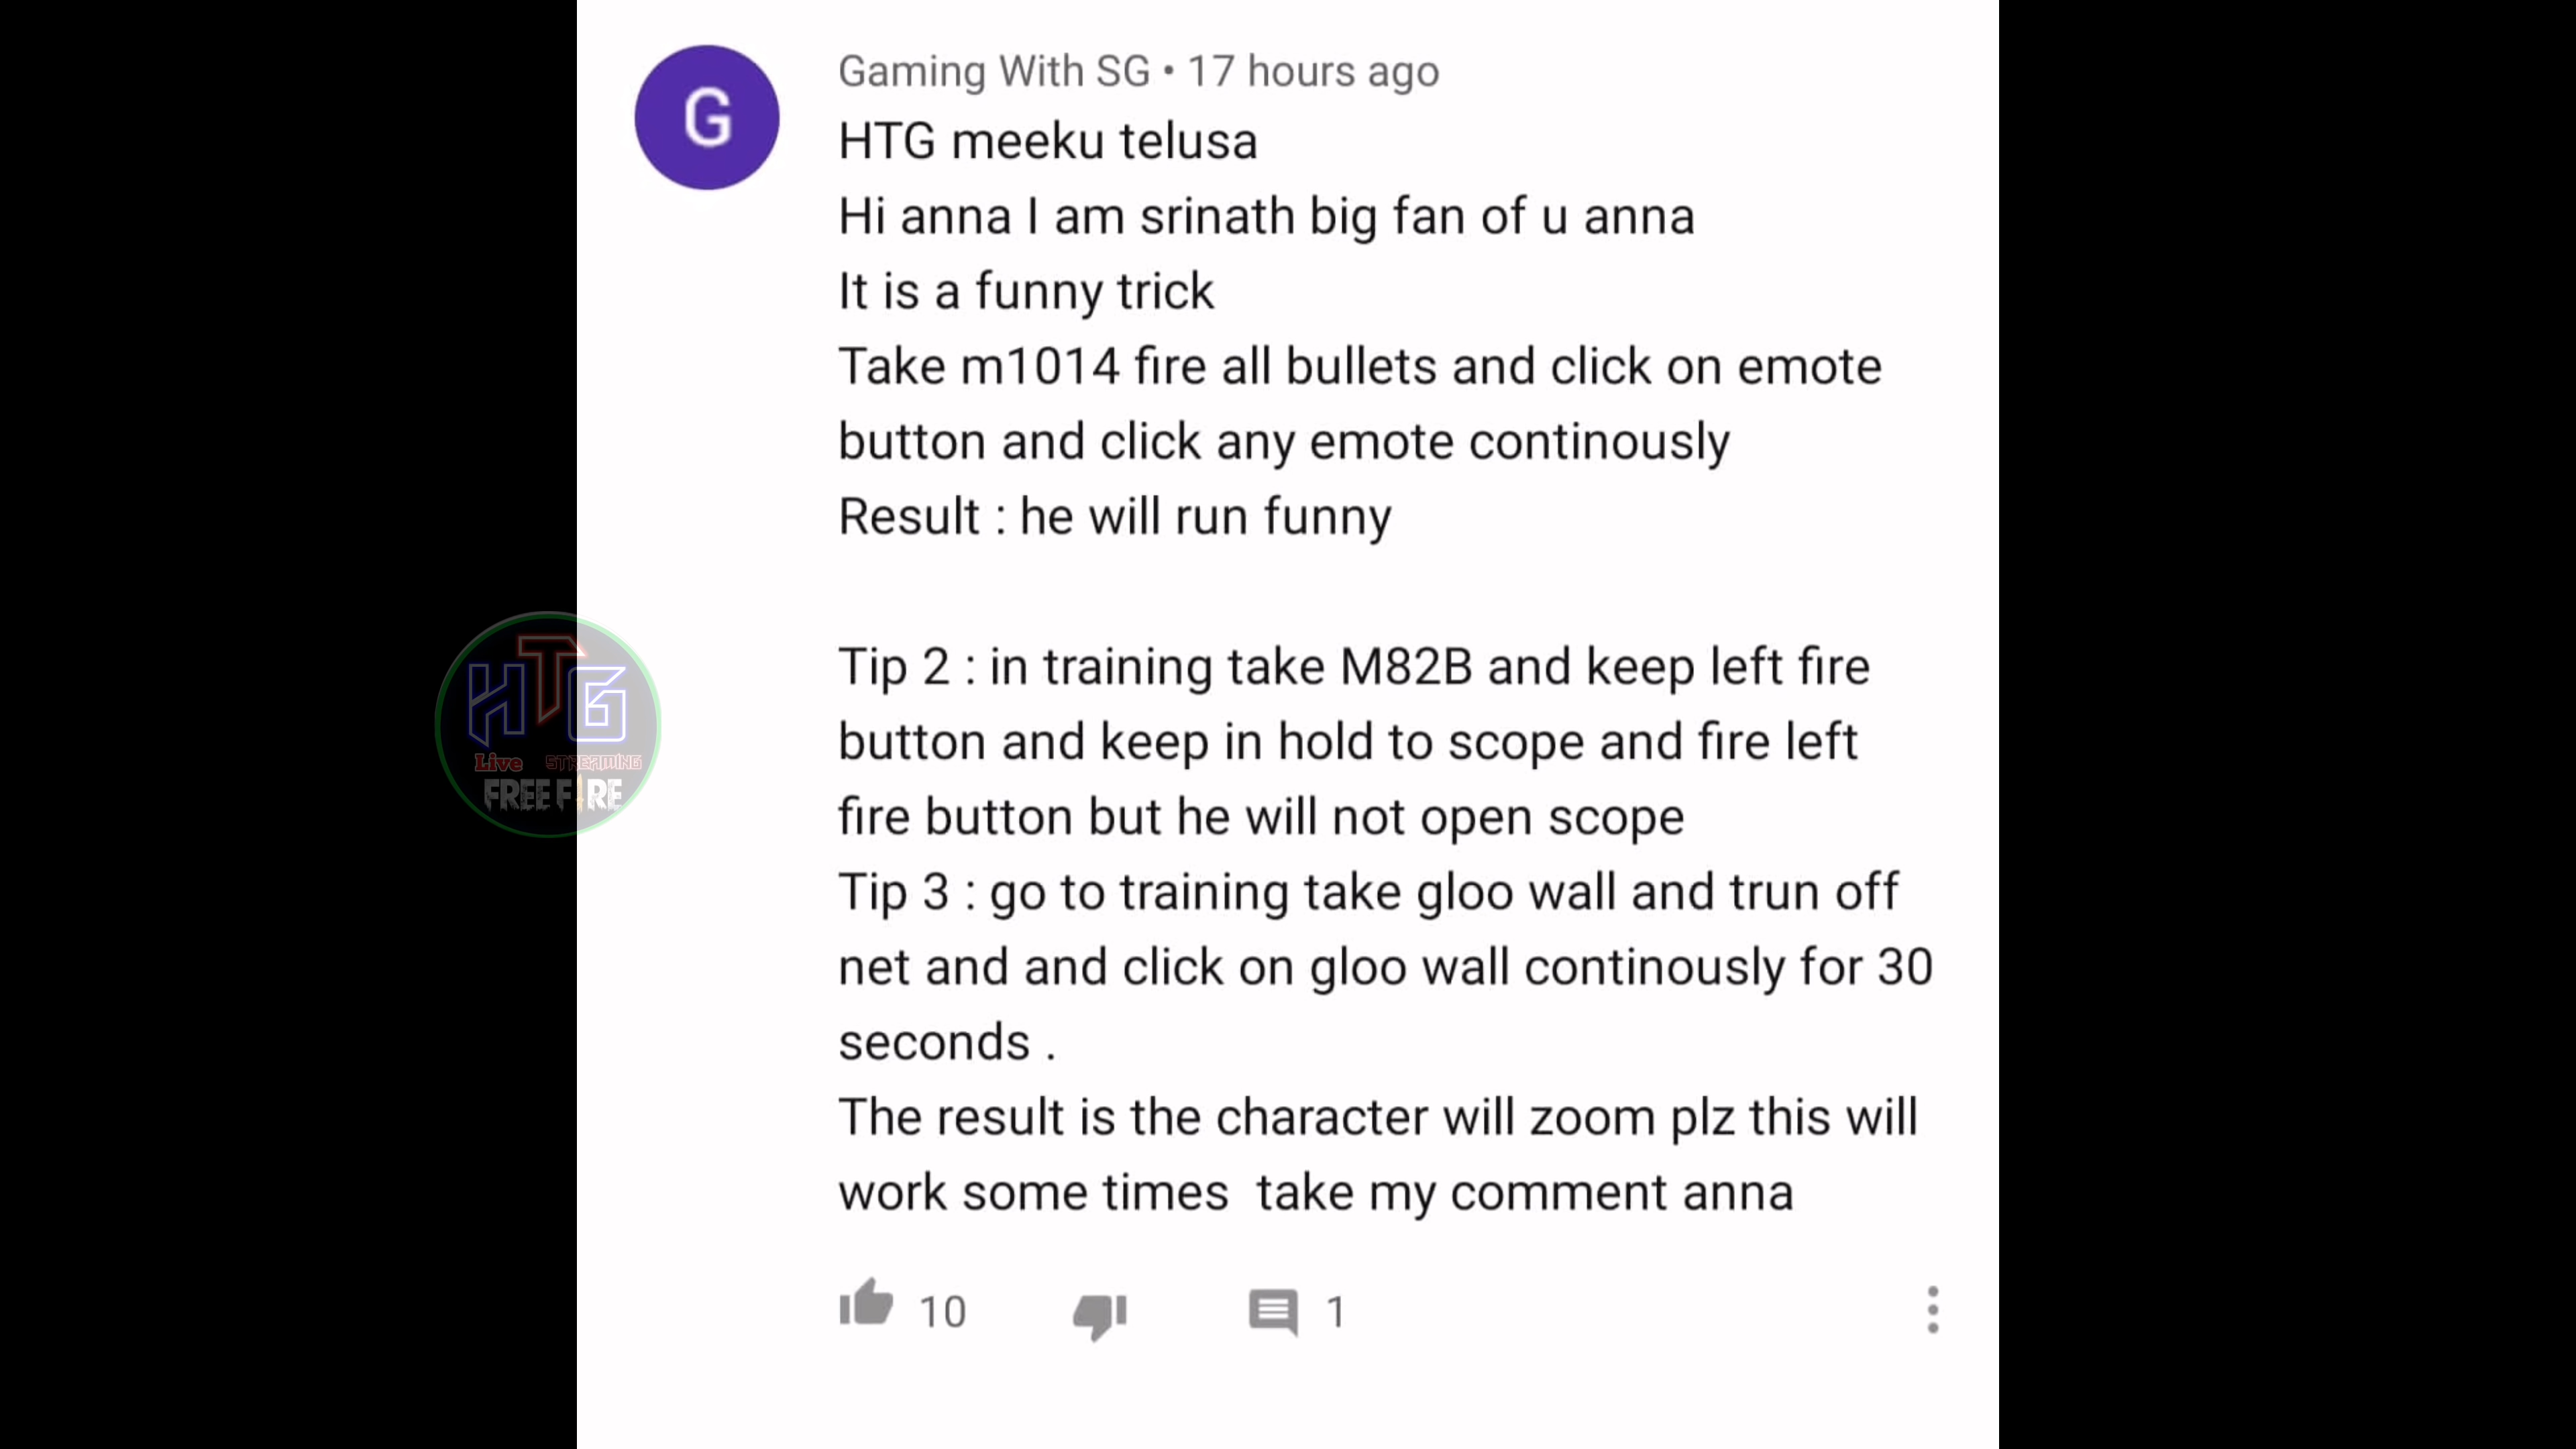 G
Gaming With SG • 17 hours ago
HTG meeku telusa
Hi anna I am srinath big fan of u anna
It is a funny trick
Take m1014 fire all bullets and click on emote
button and click any emote continously
Result : he will run funny
Tip 2 : in training take M82B and keep left fire
button and keep in hold to scope and fire left
fire button but he will not open scope
Tip 3 : go to training take gloo wall and trun off
net and and click on gloo wall continously for 30
seconds .
The result is the character will zoom plz this will
work some times  take my comment anna
10
1
HTG
Live STREAMING
FREE FIRE